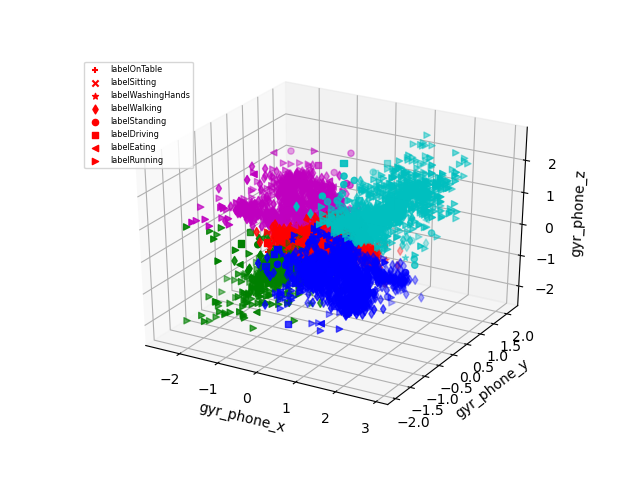 labelOnTable
labelSitting
labelWashingHands
labelWalking
labelStanding
labelDriving
labelEating
labelRunning
2
1
0
−1
−2
gyr_phone_z
2.0
1.5
1.0
0.5
0.0
−0.5
−1.0
−1.5
−2.0
gyr_phone_y
−2
−1
0
1
2
3
gyr_phone_x